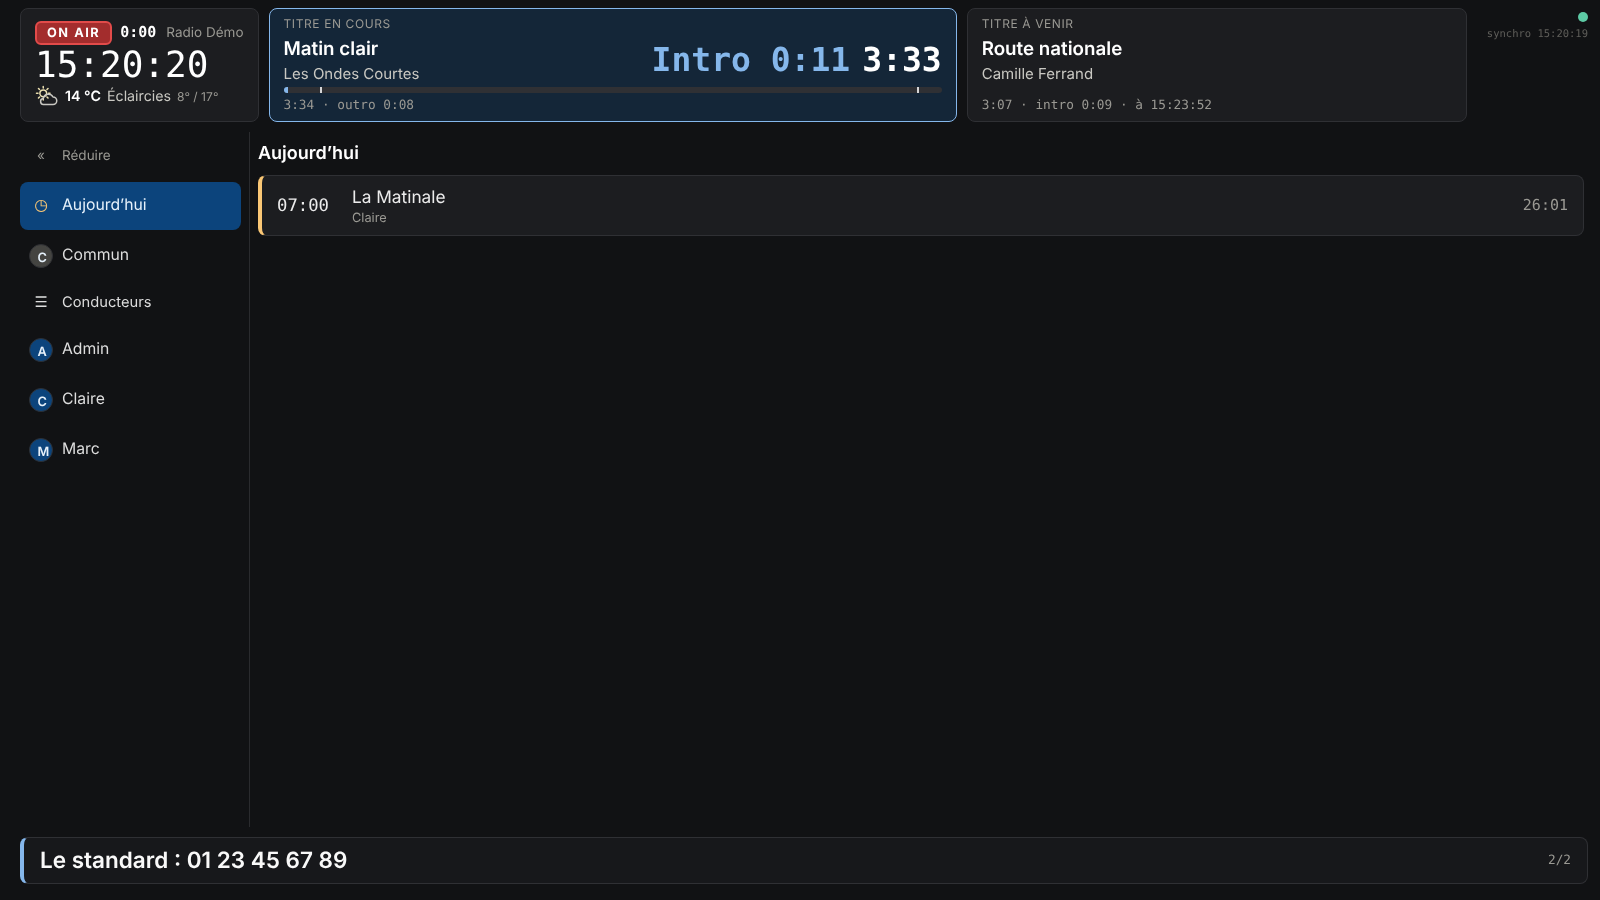 ON AIR 0:00 Radio Démo
15:20:20
14 °C Éclaircies 8° / 17°
TITRE EN COURS
Matin clair
Les Ondes Courtes
Intro 0:11 3:33
3:34 · outro 0:08
TITRE À VENIR
Route nationale
Camille Ferrand
3:07 · intro 0:09 · à 15:23:52
synchro 15:20:19
« Réduire
Aujourd’hui
C Commun
Conducteurs
A Admin
C Claire
M Marc
Aujourd’hui
07:00 La Matinale 26:01
Claire
Le standard : 01 23 45 67 89 2/2